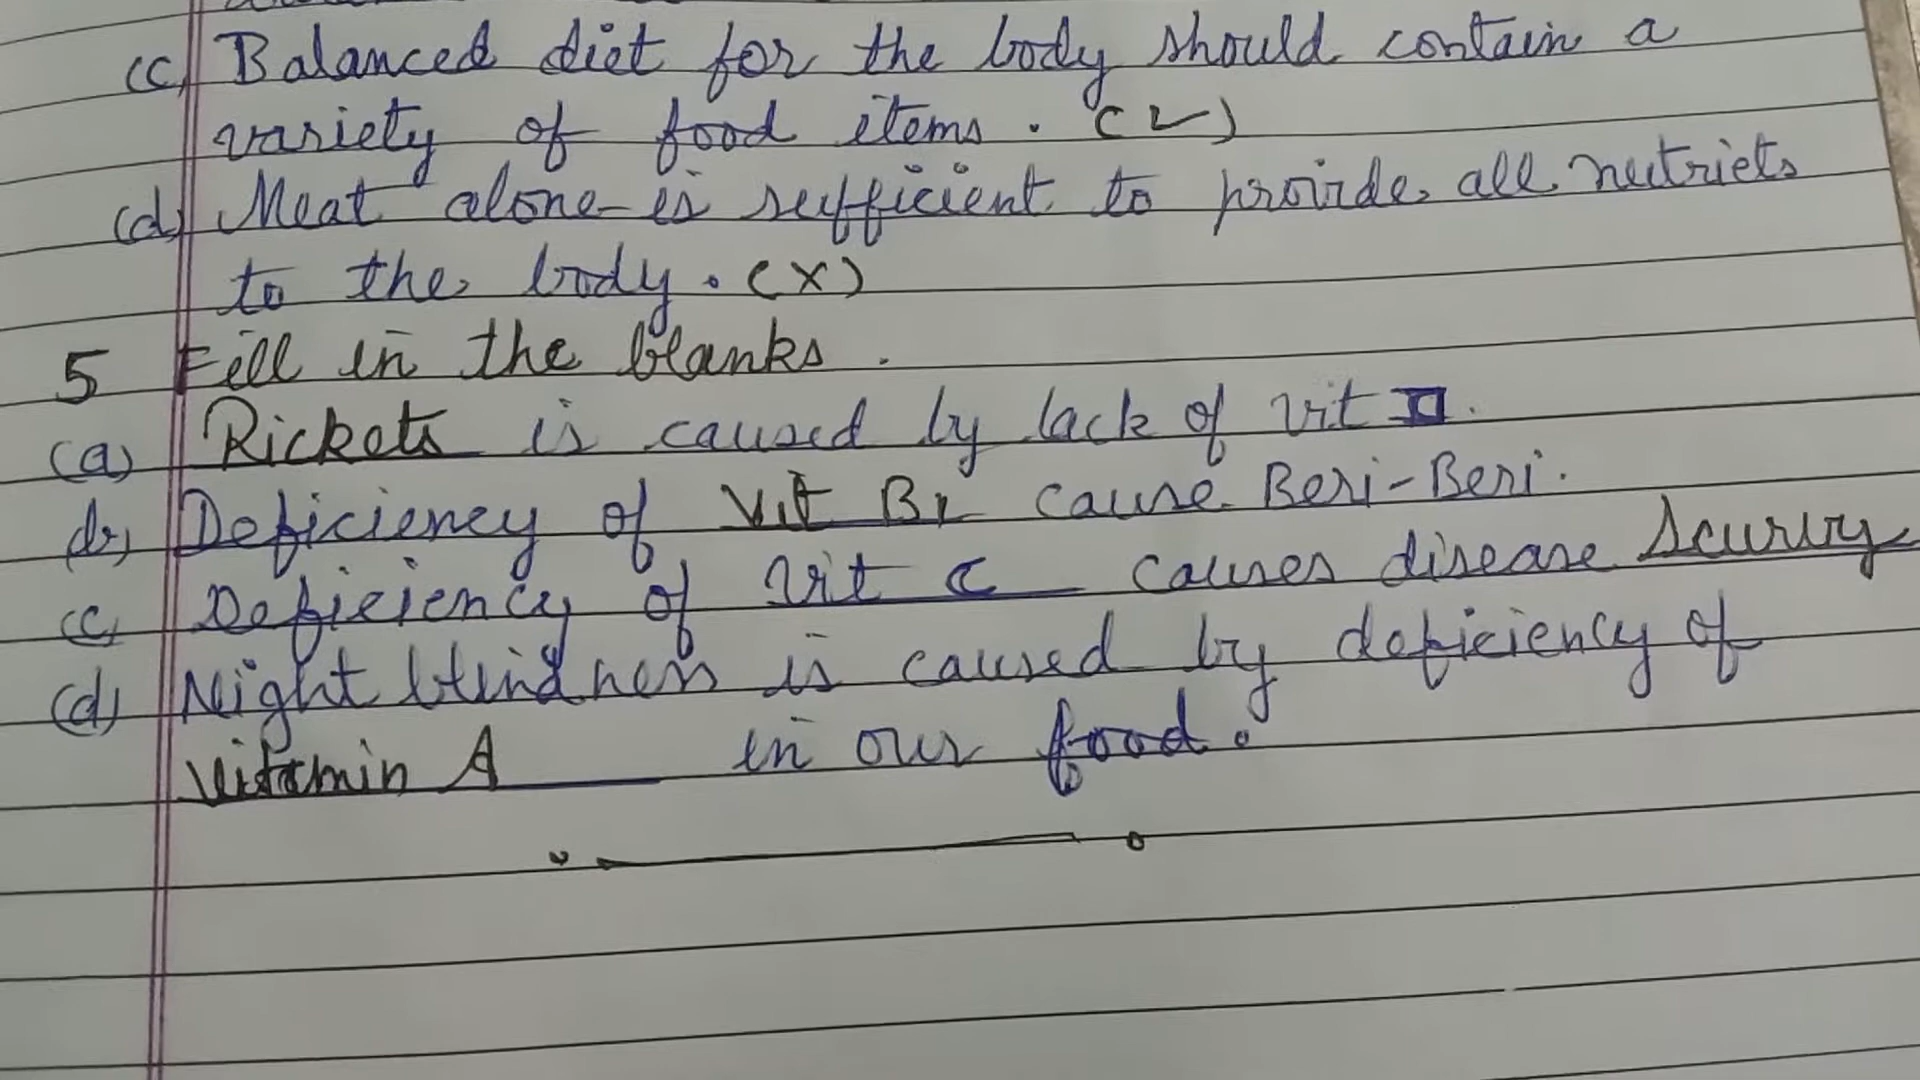 (c) Balanced diet for the body should contain a
variety of food items. (✓)
(d) Meat alone is sufficient to proirde all nutriets
to the body. (X)
5 Fill in the blanks.
(a) Rickets is caused by lack of vit D.
(b) Deficiency of Vit B1 cause Beri-Beri.
(c) Deficiency of Vit C causes disease Scurvy
(d) Night blindness is caused by deficiency of
Vitamin A in our food.